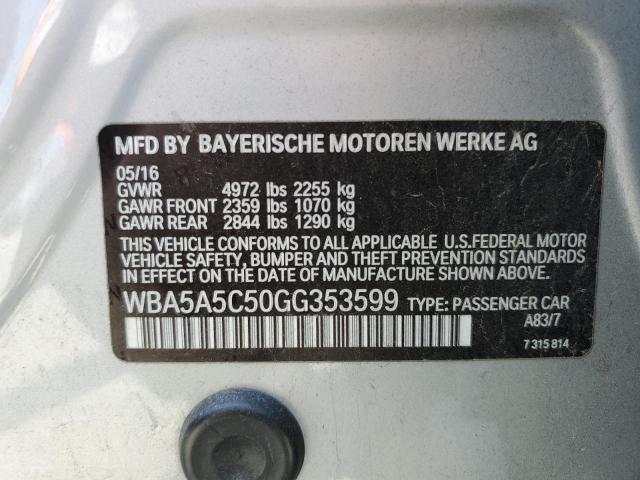 MFD BY BAYERISCHE MOTOREN WERKE AG
05/16
GVWR 4972 lbs 2255 kg
GAWR FRONT 2359 lbs 1070 kg
GAWR REAR 2844 lbs 1290 kg
THIS VEHICLE CONFORMS TO ALL APPLICABLE U.S.FEDERAL MOTOR
VEHICLE SAFETY, BUMPER AND THEFT PREVENTION STANDARDS
IN EFFECT ON THE DATE OF MANUFACTURE SHOWN ABOVE.
WBA5A5C50GG353599 TYPE: PASSENGER CAR
A83/7
7 315 814